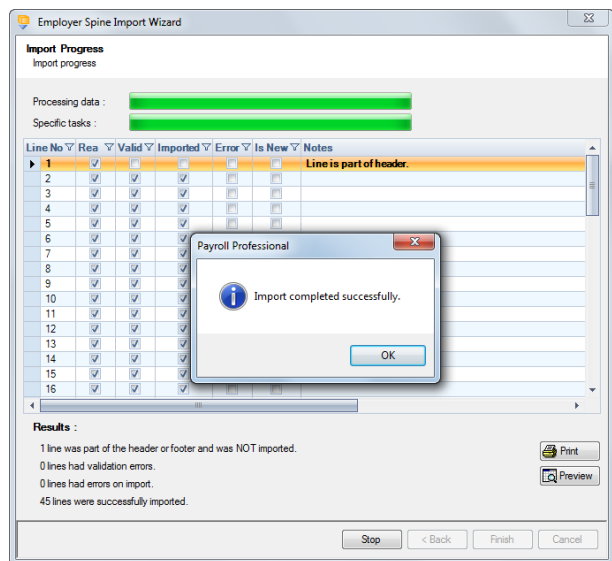 Employer Spine Import Wizard
Import Progress
Import progress
Processing data :
Specific tasks :
Line No Rea Valid Imported Error Is New Notes
1 Line is part of header.
2
3
4
5
6
7
8
9
10
11
12
13
14
15
16
Payroll Professional
Import completed successfully.
OK
Results :
1 line was part of the header or footer and was NOT imported.
0 lines had validation errors.
0 lines had errors on import.
45 lines were successfully imported.
Print
Preview
Stop < Back Finish Cancel